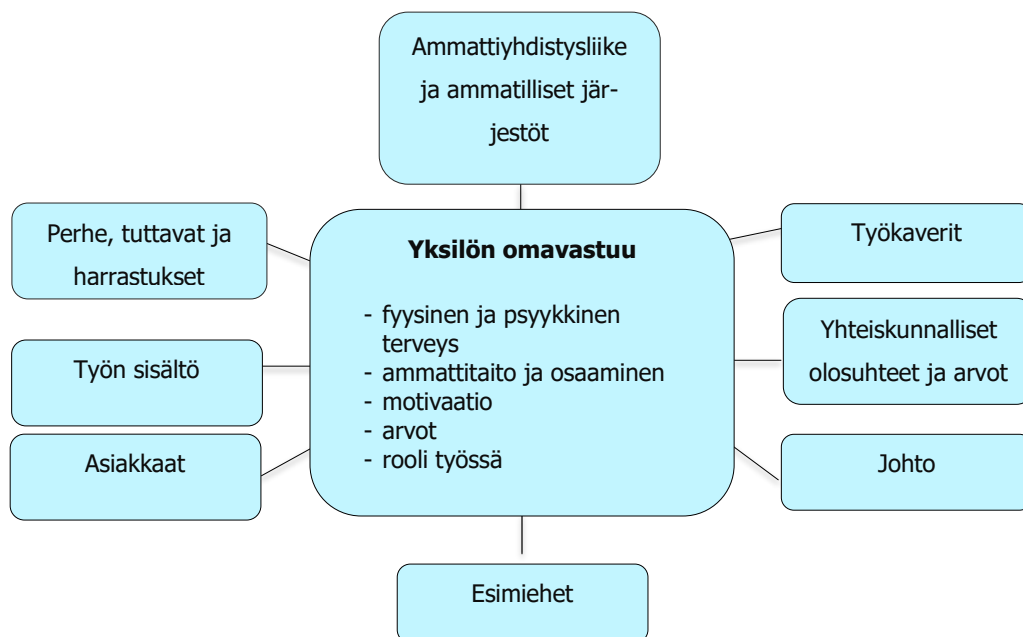 Ammattiyhdistysliike
ja ammatilliset jär-
jestöt
Perhe, tuttavat ja
harrastukset
Työn sisältö
Asiakkaat
Yksilön omavastuu
- fyysinen ja psyykkinen
terveys
- ammattitaito ja osaaminen
- motivaatio
- arvot
- rooli työssä
Työkaverit
Yhteiskunnalliset
olosuhteet ja arvot
Johto
Esimiehet